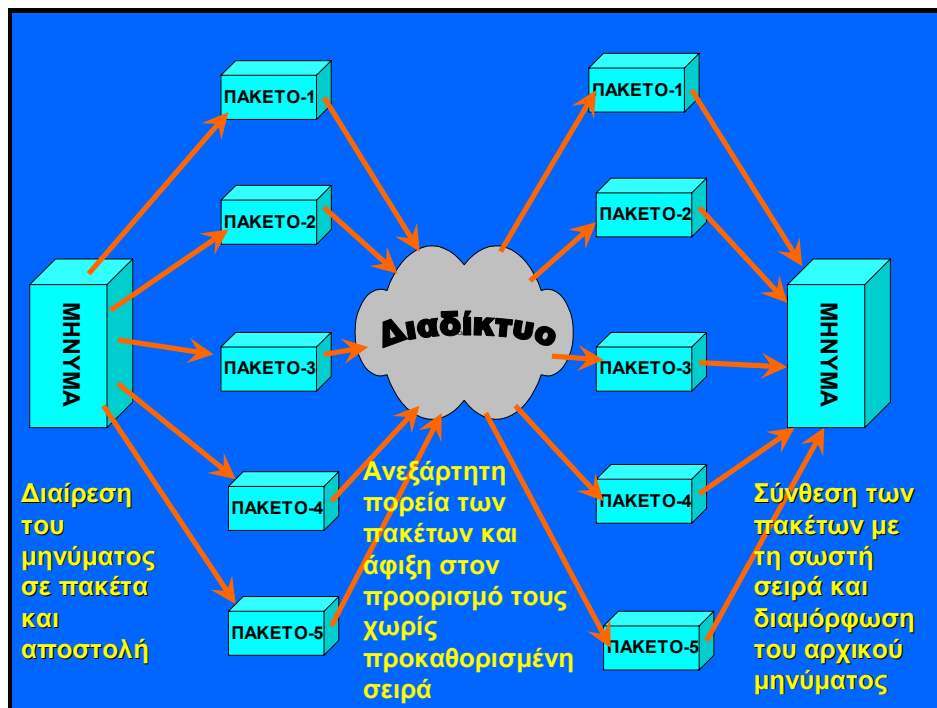 ΠΑΚΕΤΟ-1
ΠΑΚΕΤΟ-1
ΠΑΚΕΤΟ-2
ΠΑΚΕΤΟ-2
ΜΗΝΥΜΑ
Διαδίκτυο
ΜΗΝΥΜΑ
ΠΑΚΕΤΟ-3
ΠΑΚΕΤΟ-3
ΠΑΚΕΤΟ-4
ΠΑΚΕΤΟ-4
ΠΑΚΕΤΟ-5
ΠΑΚΕΤΟ-5
Διαίρεση
του
μηνύματος
σε πακέτα
και
αποστολή
Ανεξάρτητη
πορεία των
πακέτων και
άφιξη στον
προορισμό τους
χωρίς
προκαθορισμένη
σειρά
Σύνθεση των
πακέτων με
τη σωστή
σειρά και
διαμόρφωση
του αρχικού
μηνύματος